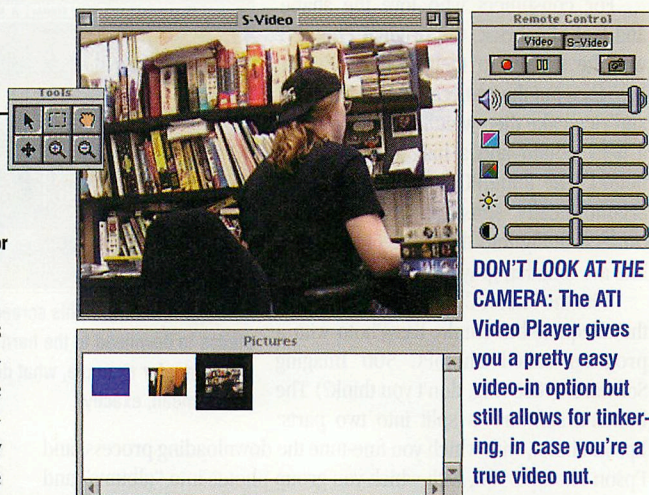 S-Video
Remote Control
Video S-Video
Tools
Pictures
or
DON'T LOOK AT THE
CAMERA: The ATI
Video Player gives
you a pretty easy
video-in option but
still allows for tinker-
ing, in case you're a
true video nut.